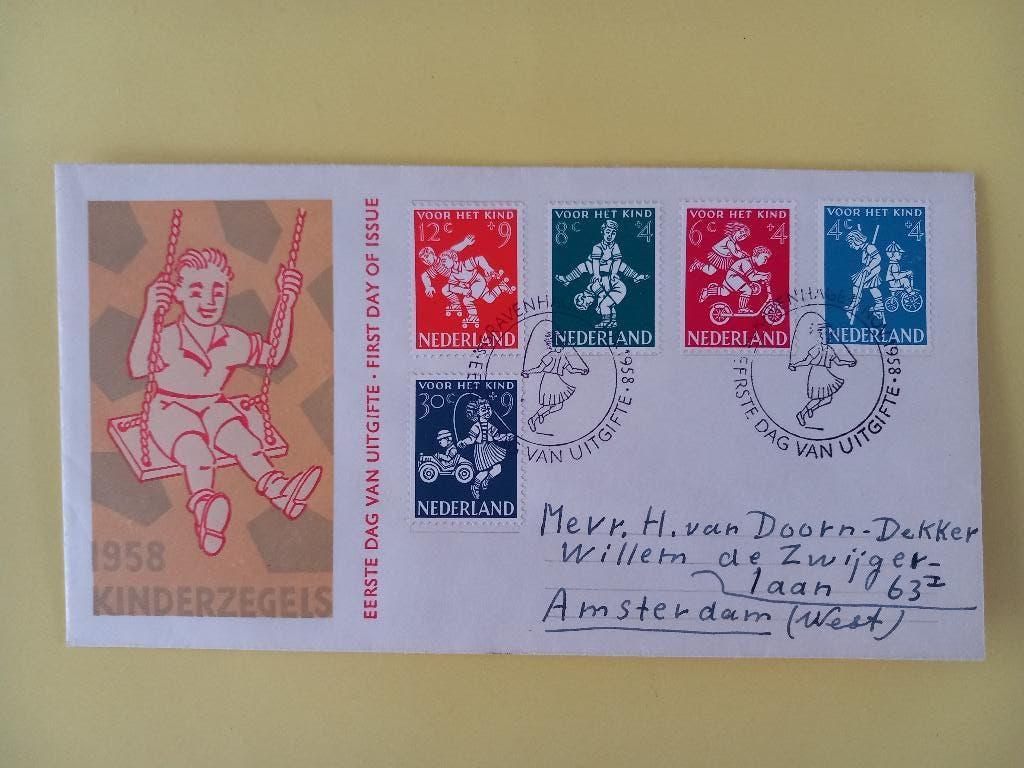 1958
KINDERZEGELS
EERSTE DAG VAN UITGIFTE • FIRST DAY OF ISSUE
VOOR HET KIND
12c +9
NEDERLAND
VOOR HET KIND
8c +4
NEDERLAND
VOOR HET KIND
6c +4
NEDERLAND
VOOR HET KIND
4c +4
NEDERLAND
VOOR HET KIND
30c +9
NEDERLAND
VAN UITGIFTE • 1958
EERSTE DAG VAN UITGIFTE • 1958
Mevr. H. van Doorn-Dekker
Willem de Zwijger-
laan 63 I
Amsterdam (West)